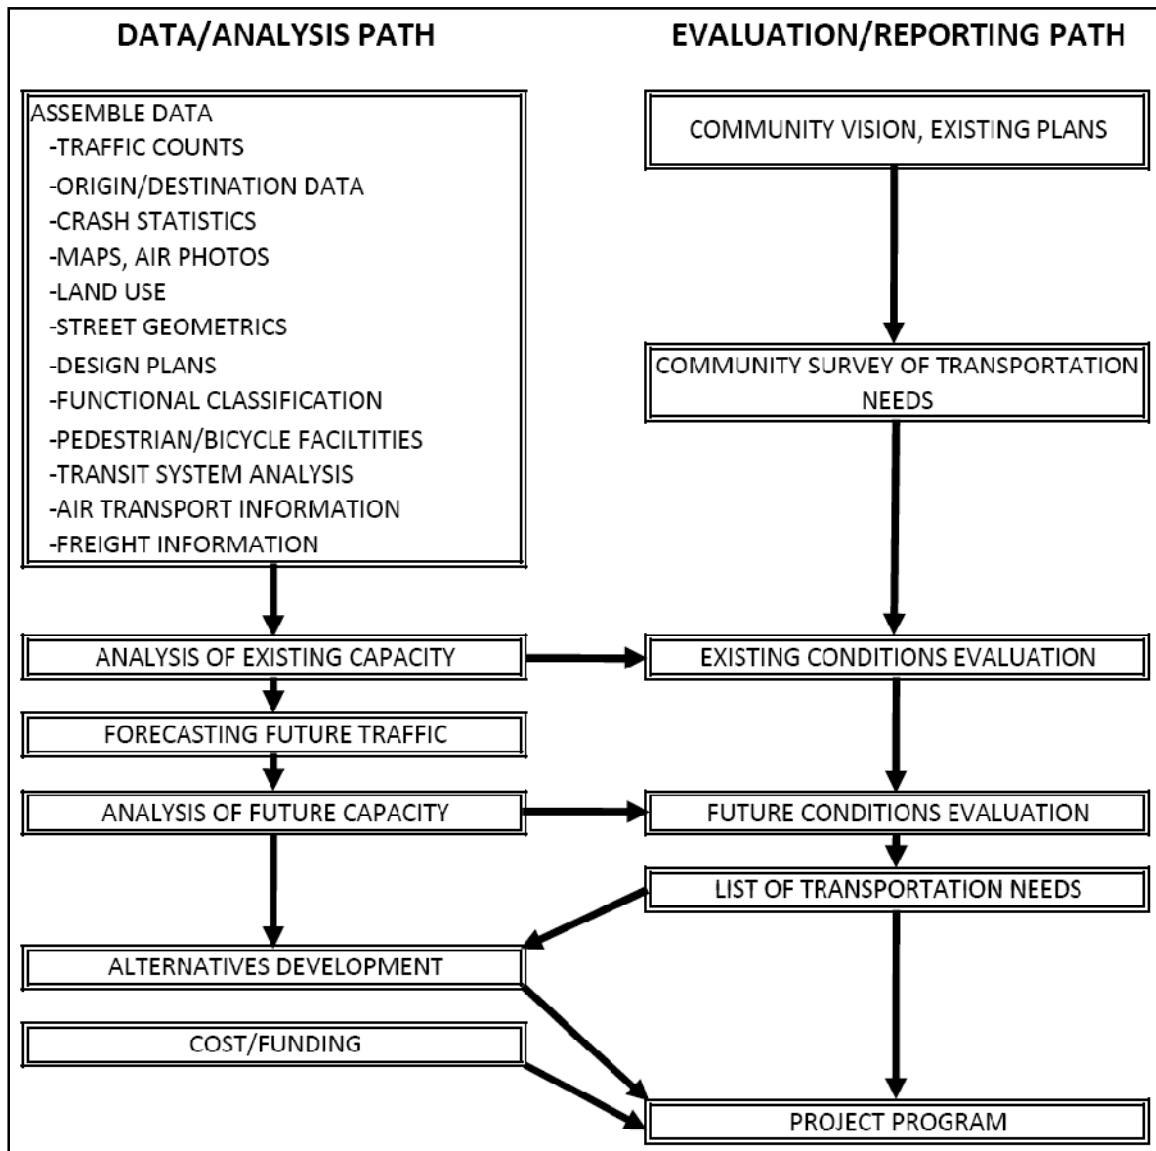 DATA/ANALYSIS PATH
ASSEMBLE DATA
-TRAFFIC COUNTS
-ORIGIN/DESTINATION DATA
-CRASH STATISTICS
-MAPS, AIR PHOTOS
-LAND USE
-STREET GEOMETRICS
-DESIGN PLANS
-FUNCTIONAL CLASSIFICATION
-PEDESTRIAN/BICYCLE FACILTITIES
-TRANSIT SYSTEM ANALYSIS
-AIR TRANSPORT INFORMATION
-FREIGHT INFORMATION
ANALYSIS OF EXISTING CAPACITY
FORECASTING FUTURE TRAFFIC
ANALYSIS OF FUTURE CAPACITY
ALTERNATIVES DEVELOPMENT
COST/FUNDING
EVALUATION/REPORTING PATH
COMMUNITY VISION, EXISTING PLANS
COMMUNITY SURVEY OF TRANSPORTATION
NEEDS
EXISTING CONDITIONS EVALUATION
FUTURE CONDITIONS EVALUATION
LIST OF TRANSPORTATION NEEDS
PROJECT PROGRAM